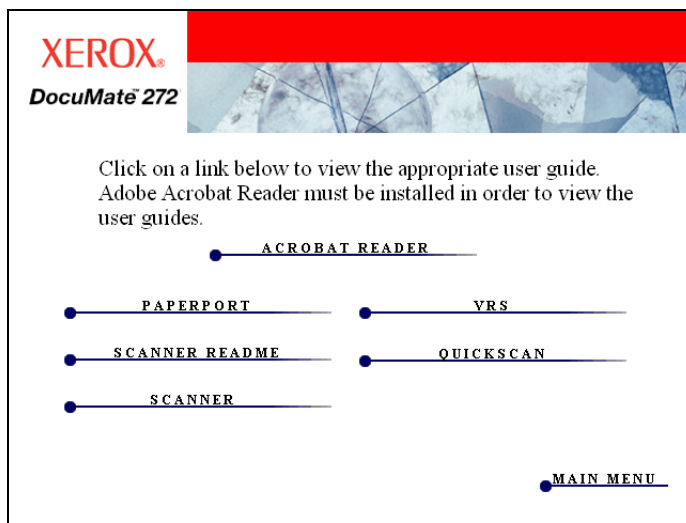 XEROX®
DocuMate™ 272
Click on a link below to view the appropriate user guide.
Adobe Acrobat Reader must be installed in order to view the
user guides.
ACROBAT READER
PAPERPORT
VRS
SCANNER README
QUICKSCAN
SCANNER
MAIN MENU